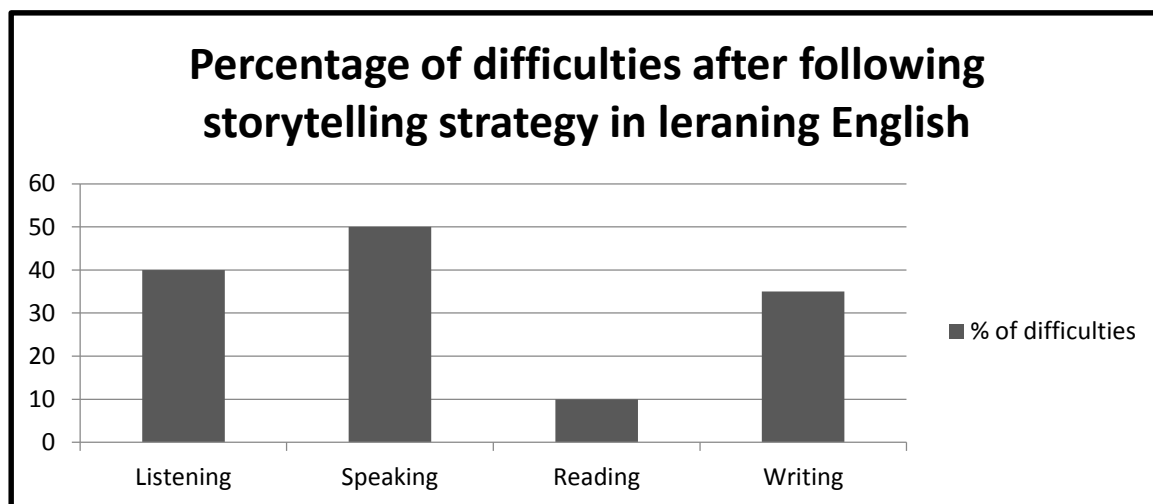 Percentage of difficulties after following
storytelling strategy in leraning English
60
50
40
30
20
10
0
Listening Speaking Reading Writing
% of difficulties